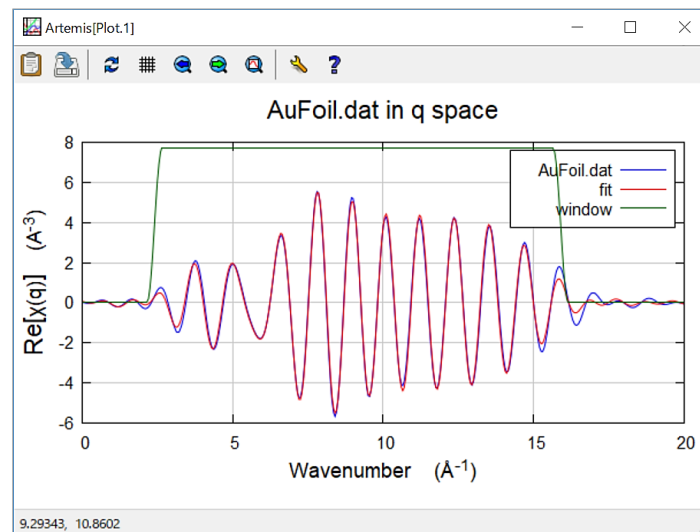 Artemis[Plot.1]
?
AuFoil.dat in q space
8
6
4
2
0
-2
-4
-6
Re[χ(q)] (A-3)
AuFoil.dat
fit
window
0 5 10 15 20
Wavenumber (Å-1)
9.29343, 10.8602